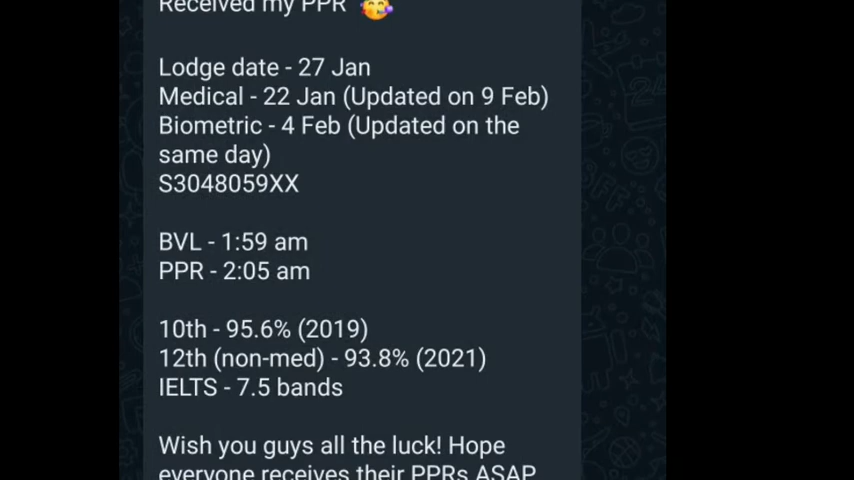 Received my PPR 🥳
Lodge date - 27 Jan
Medical - 22 Jan (Updated on 9 Feb)
Biometric - 4 Feb (Updated on the
same day)
S3048059XX
BVL - 1:59 am
PPR - 2:05 am
10th - 95.6% (2019)
12th (non-med) - 93.8% (2021)
IELTS - 7.5 bands
Wish you guys all the luck! Hope
everyone receives their PPRs ASAP